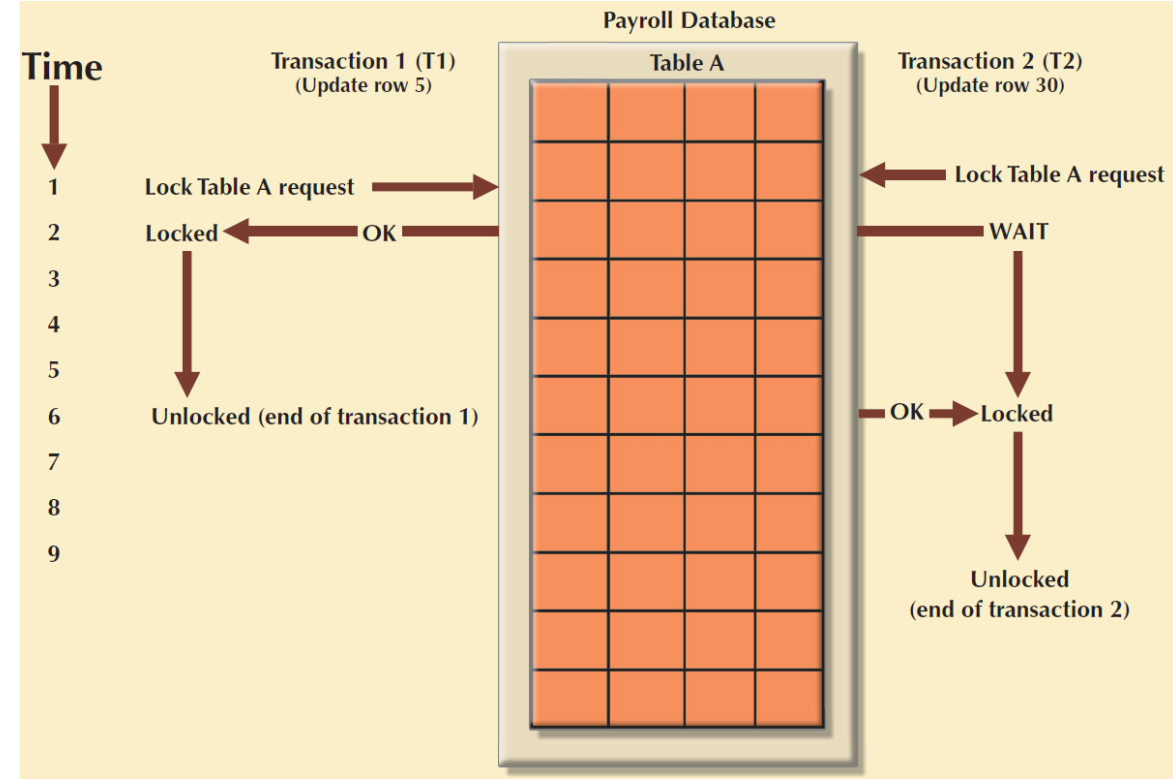 Payroll Database
Time
Transaction 1 (T1)
(Update row 5)
Table A
Transaction 2 (T2)
(Update row 30)
1
Lock Table A request
Lock Table A request
2
Locked
OK
WAIT
3
4
5
6
Unlocked (end of transaction 1)
OK
Locked
7
8
9
Unlocked
(end of transaction 2)